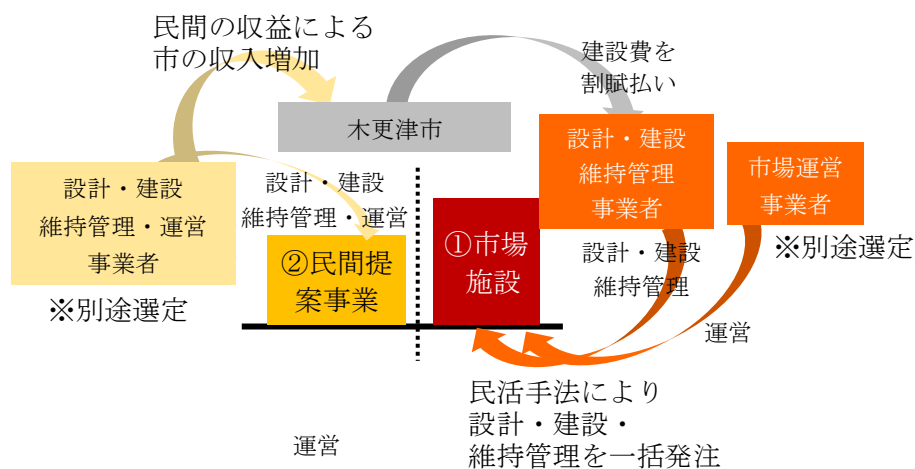 民間の収益による
市の収入増加
建設費を
割賦払い
木更津市
設計・建設
維持管理・運営
事業者
※別途選定
設計・建設
維持管理・運営
②民間提
案事業
①市場
施設
設計・建設
維持管理
事業者
設計・建設
維持管理
市場運営
事業者
※別途選定
運営
民活手法により
設計・建設・
維持管理を一括発注
運営